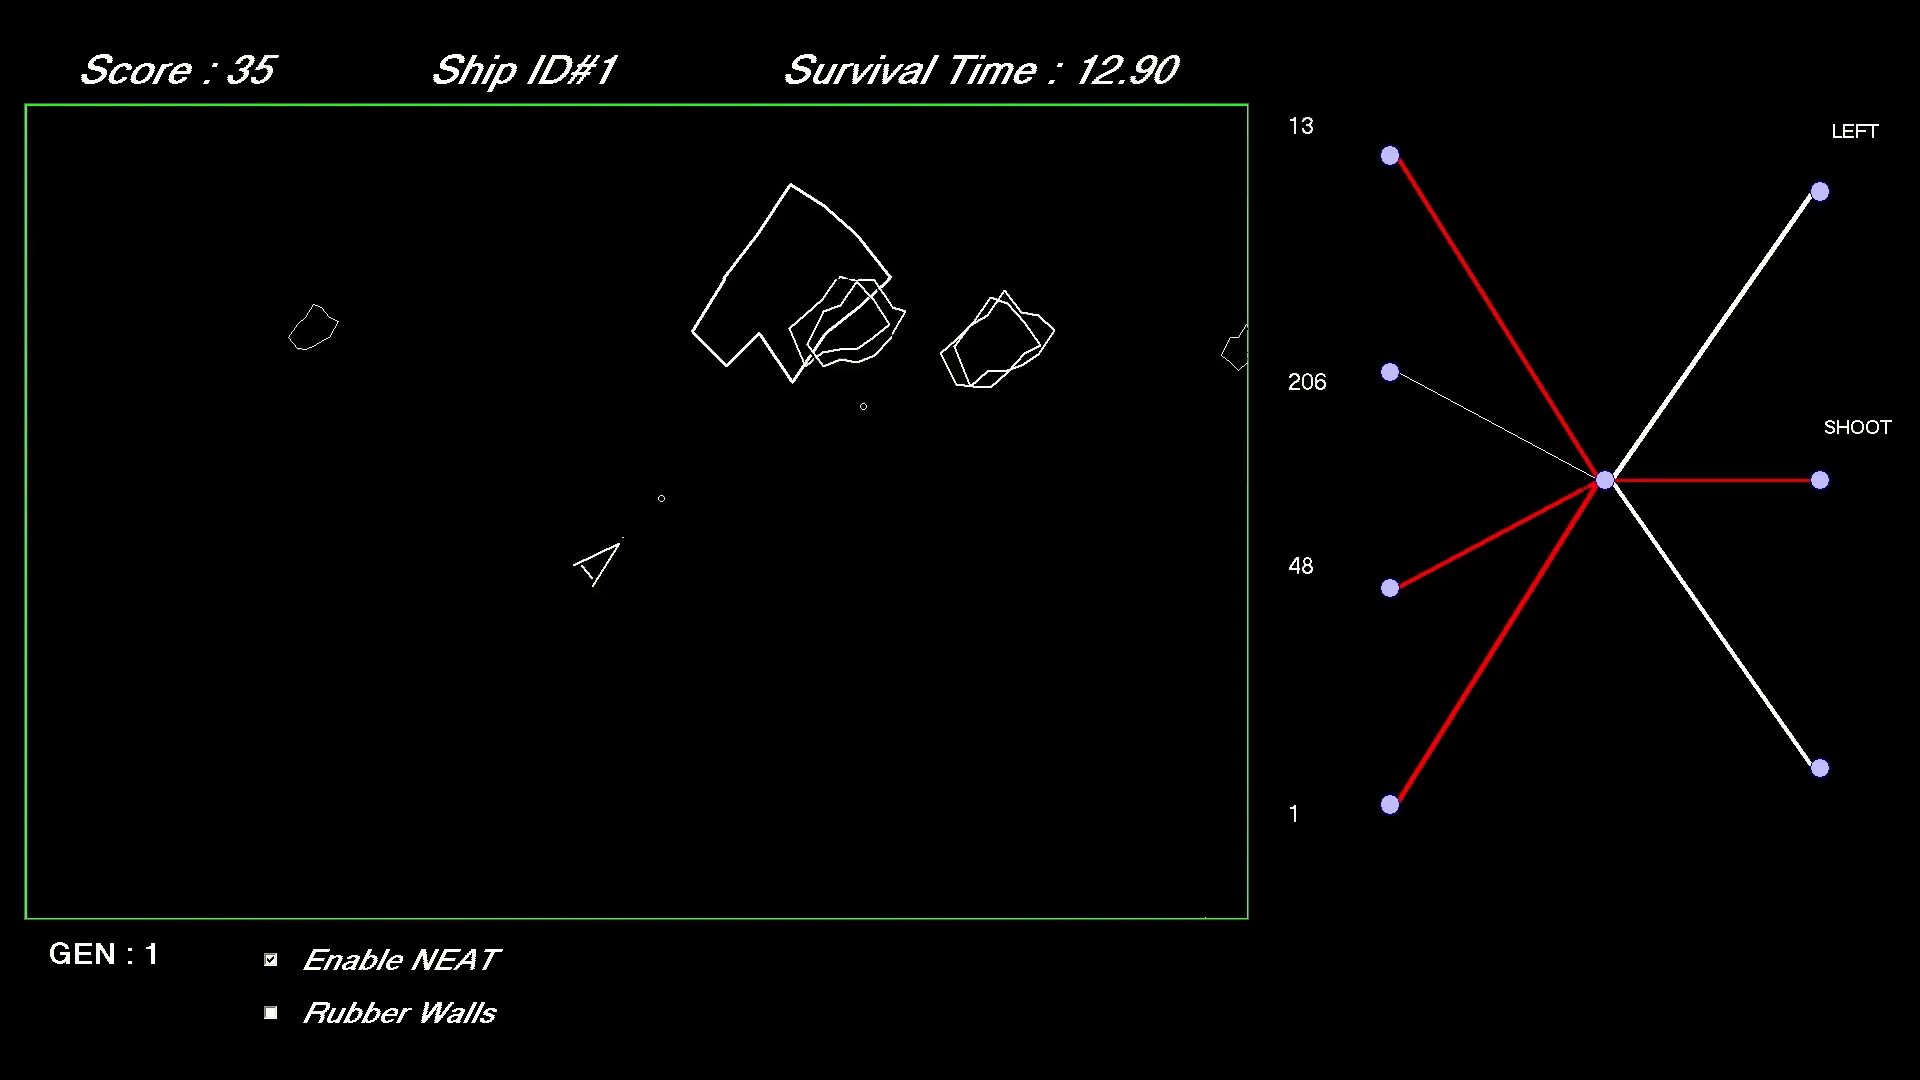 Score : 35 Ship ID#1 Survival Time : 12.90
13
LEFT
206
SHOOT
48
1
GEN : 1
Enable NEAT
Rubber Walls